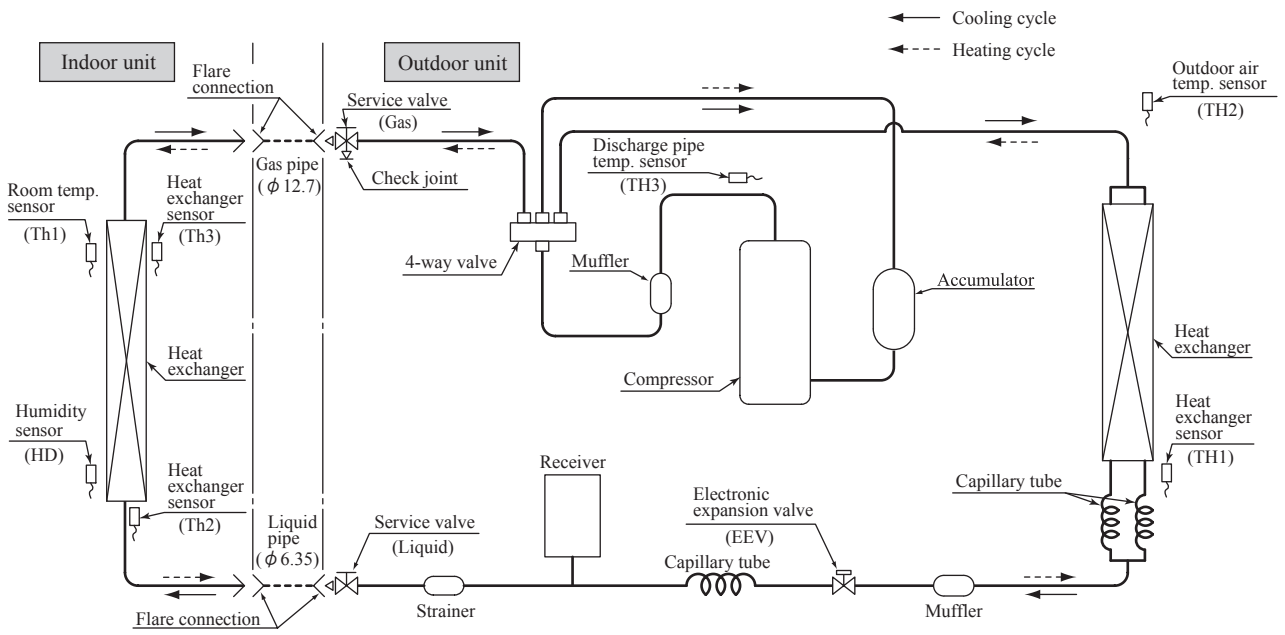 Cooling cycle
Heating cycle
Indoor unit
Outdoor unit
Flare
connection
Service valve
(Gas)
Outdoor air
temp. sensor
(TH2)
Gas pipe
(ϕ12.7)
Check joint
Discharge pipe
temp. sensor
(TH3)
Room temp.
sensor
(Th1)
Heat
exchanger
sensor
(Th3)
4-way valve
Muffler
Accumulator
Heat
exchanger
Compressor
Heat
exchanger
Humidity
sensor
(HD)
Heat
exchanger
sensor
(Th2)
Liquid
pipe
(ϕ6.35)
Service valve
(Liquid)
Receiver
Electronic
expansion valve
(EEV)
Capillary tube
Heat
exchanger
sensor
(TH1)
Capillary tube
Flare connection
Strainer
Muffler